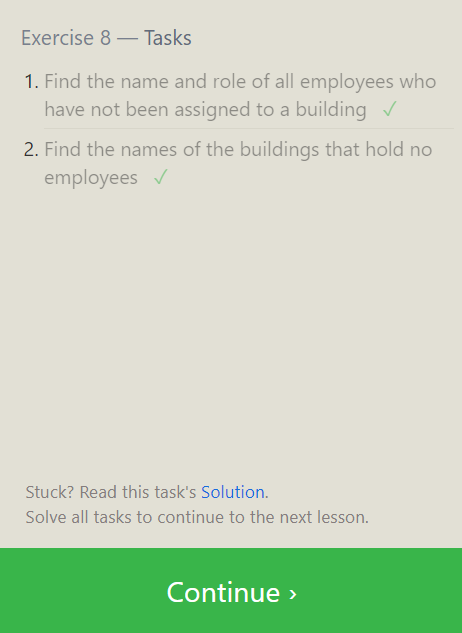 Exercise 8 — Tasks
1. Find the name and role of all employees who
have not been assigned to a building ✓
2. Find the names of the buildings that hold no
employees ✓
Stuck? Read this task's Solution.
Solve all tasks to continue to the next lesson.
Continue ›